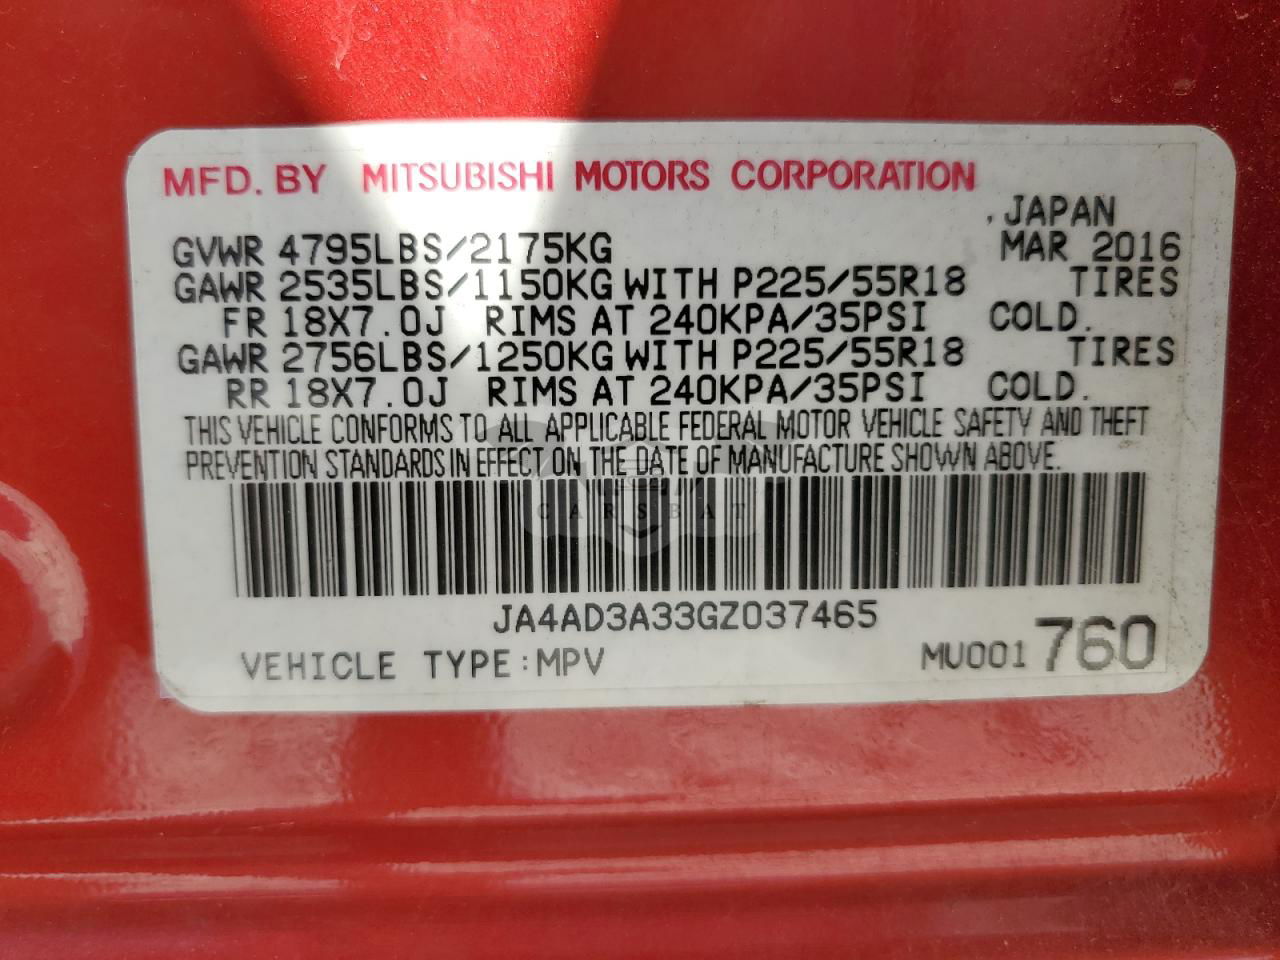 MFD. BY MITSUBISHI MOTORS CORPORATION
JAPAN
GVWR 4795LBS/2175KG MAR 2016
GAWR 2535LBS/1150KG WITH P225/55R18 TIRES
FR 18X7.0J RIMS AT 240KPA/35PSI COLD.
GAWR 2756LBS/1250KG WITH P225/55R18 TIRES
RR 18X7.0J RIMS AT 240KPA/35PSI COLD.
THIS VEHICLE CONFORMS TO ALL APPLICABLE FEDERAL MOTOR VEHICLE SAFETY AND THEFT
PREVENTION STANDARDS IN EFFECT ON THE DATE OF MANUFACTURE SHOWN ABOVE.
CARSBAT
JA4AD3A33GZ037465
VEHICLE TYPE:MPV MU001760